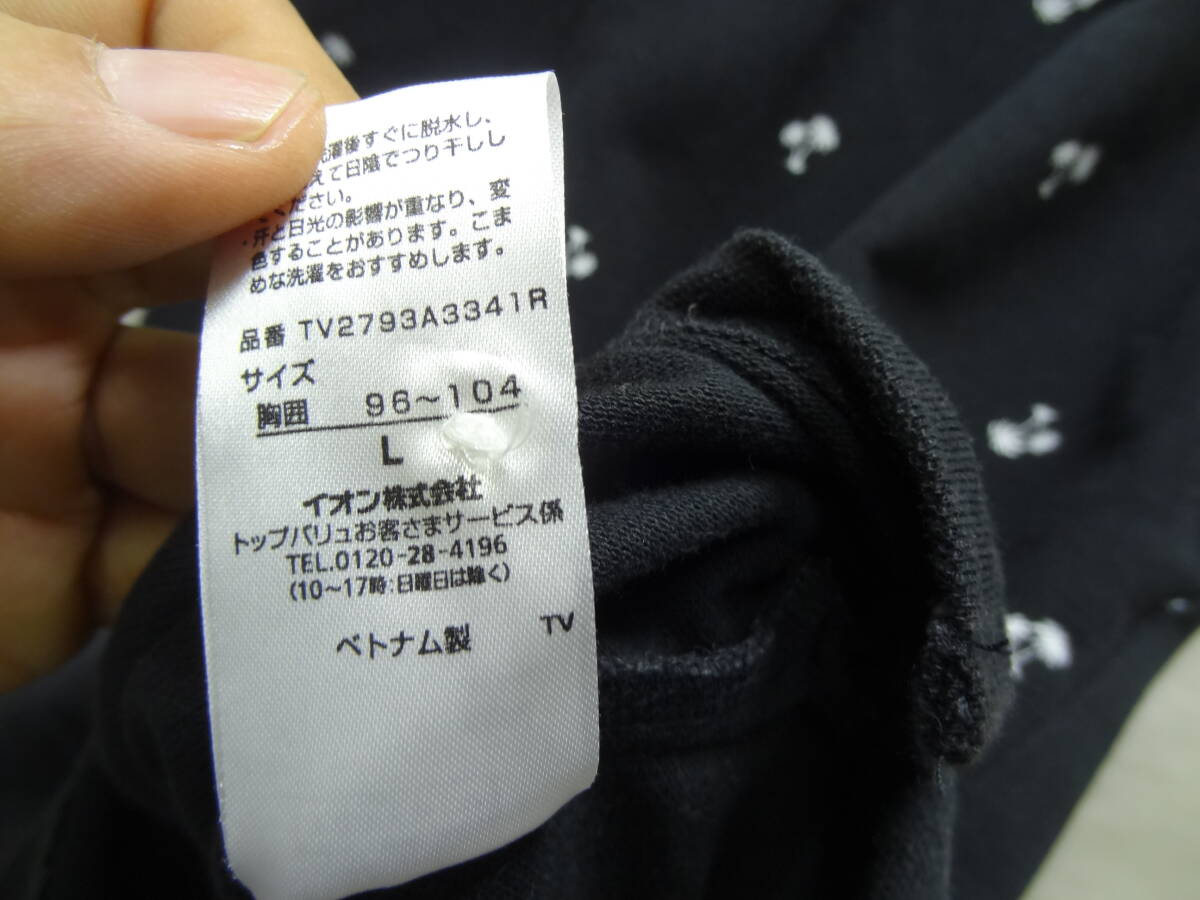 洗濯後すぐに脱水し、
えて日陰でつり干しし
ください。
・汗と日光の影響が重なり、変
色することがあります。こま
めな洗濯をおすすめします。
品番 TV2793A3341R
サイズ
胸囲 96～104
L
イオン株式会社
トップバリュお客さまサービス係
TEL.0120-28-4196
(10～17時:日曜日は除く)
ベトナム製 TV